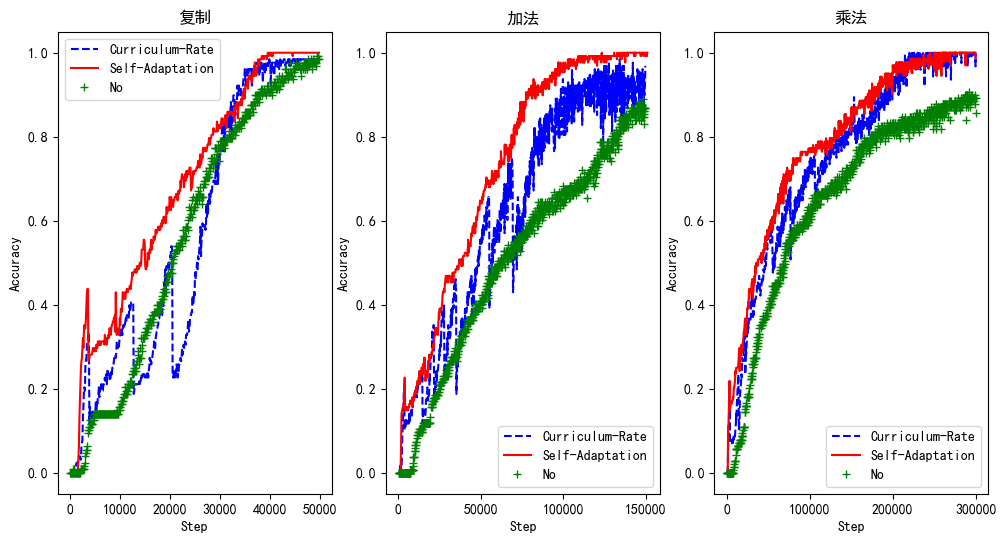 复制
Accuracy
1.0
0.8
0.6
0.4
0.2
0.0
Curriculum-Rate
Self-Adaptation
No
0 10000 20000 30000 40000 50000
Step
加法
Accuracy
1.0
0.8
0.6
0.4
0.2
0.0
Curriculum-Rate
Self-Adaptation
No
0 50000 100000 150000
Step
乘法
Accuracy
1.0
0.8
0.6
0.4
0.2
0.0
Curriculum-Rate
Self-Adaptation
No
0 100000 200000 300000
Step